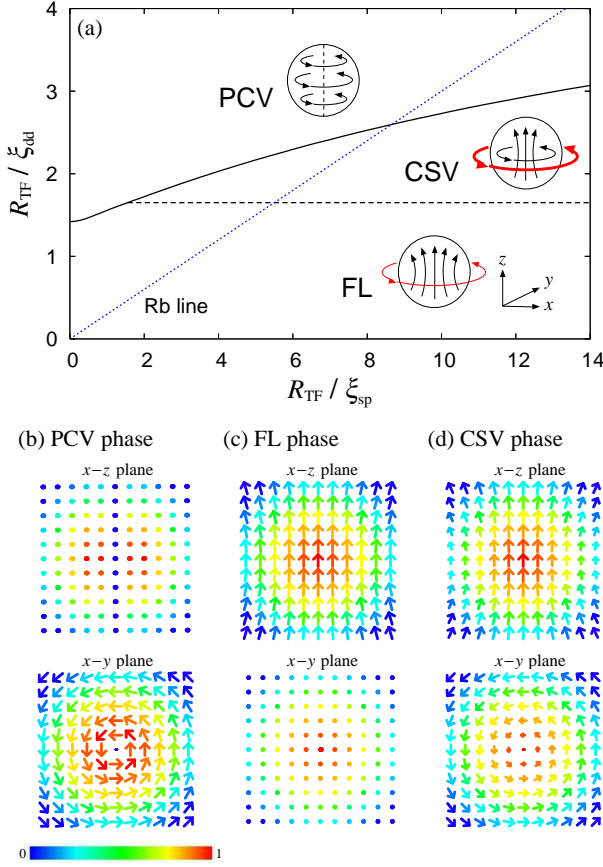 4
(a)
PCV
3
R_TF / ξ_dd
CSV
2
1
FL
z
y
x
Rb line
0
0 2 4 6 8 10 12 14
R_TF / ξ_sp
(b) PCV phase (c) FL phase (d) CSV phase
x−z plane x−z plane x−z plane
x−y plane x−y plane x−y plane
0 1